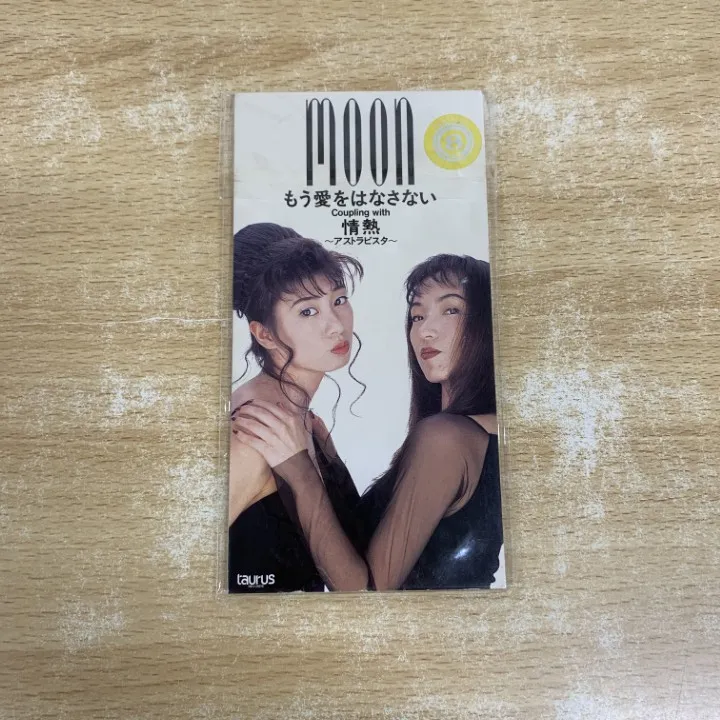 moon
もう愛をはなさない
Coupling with
情熱
～アストラビスタ～
taurus